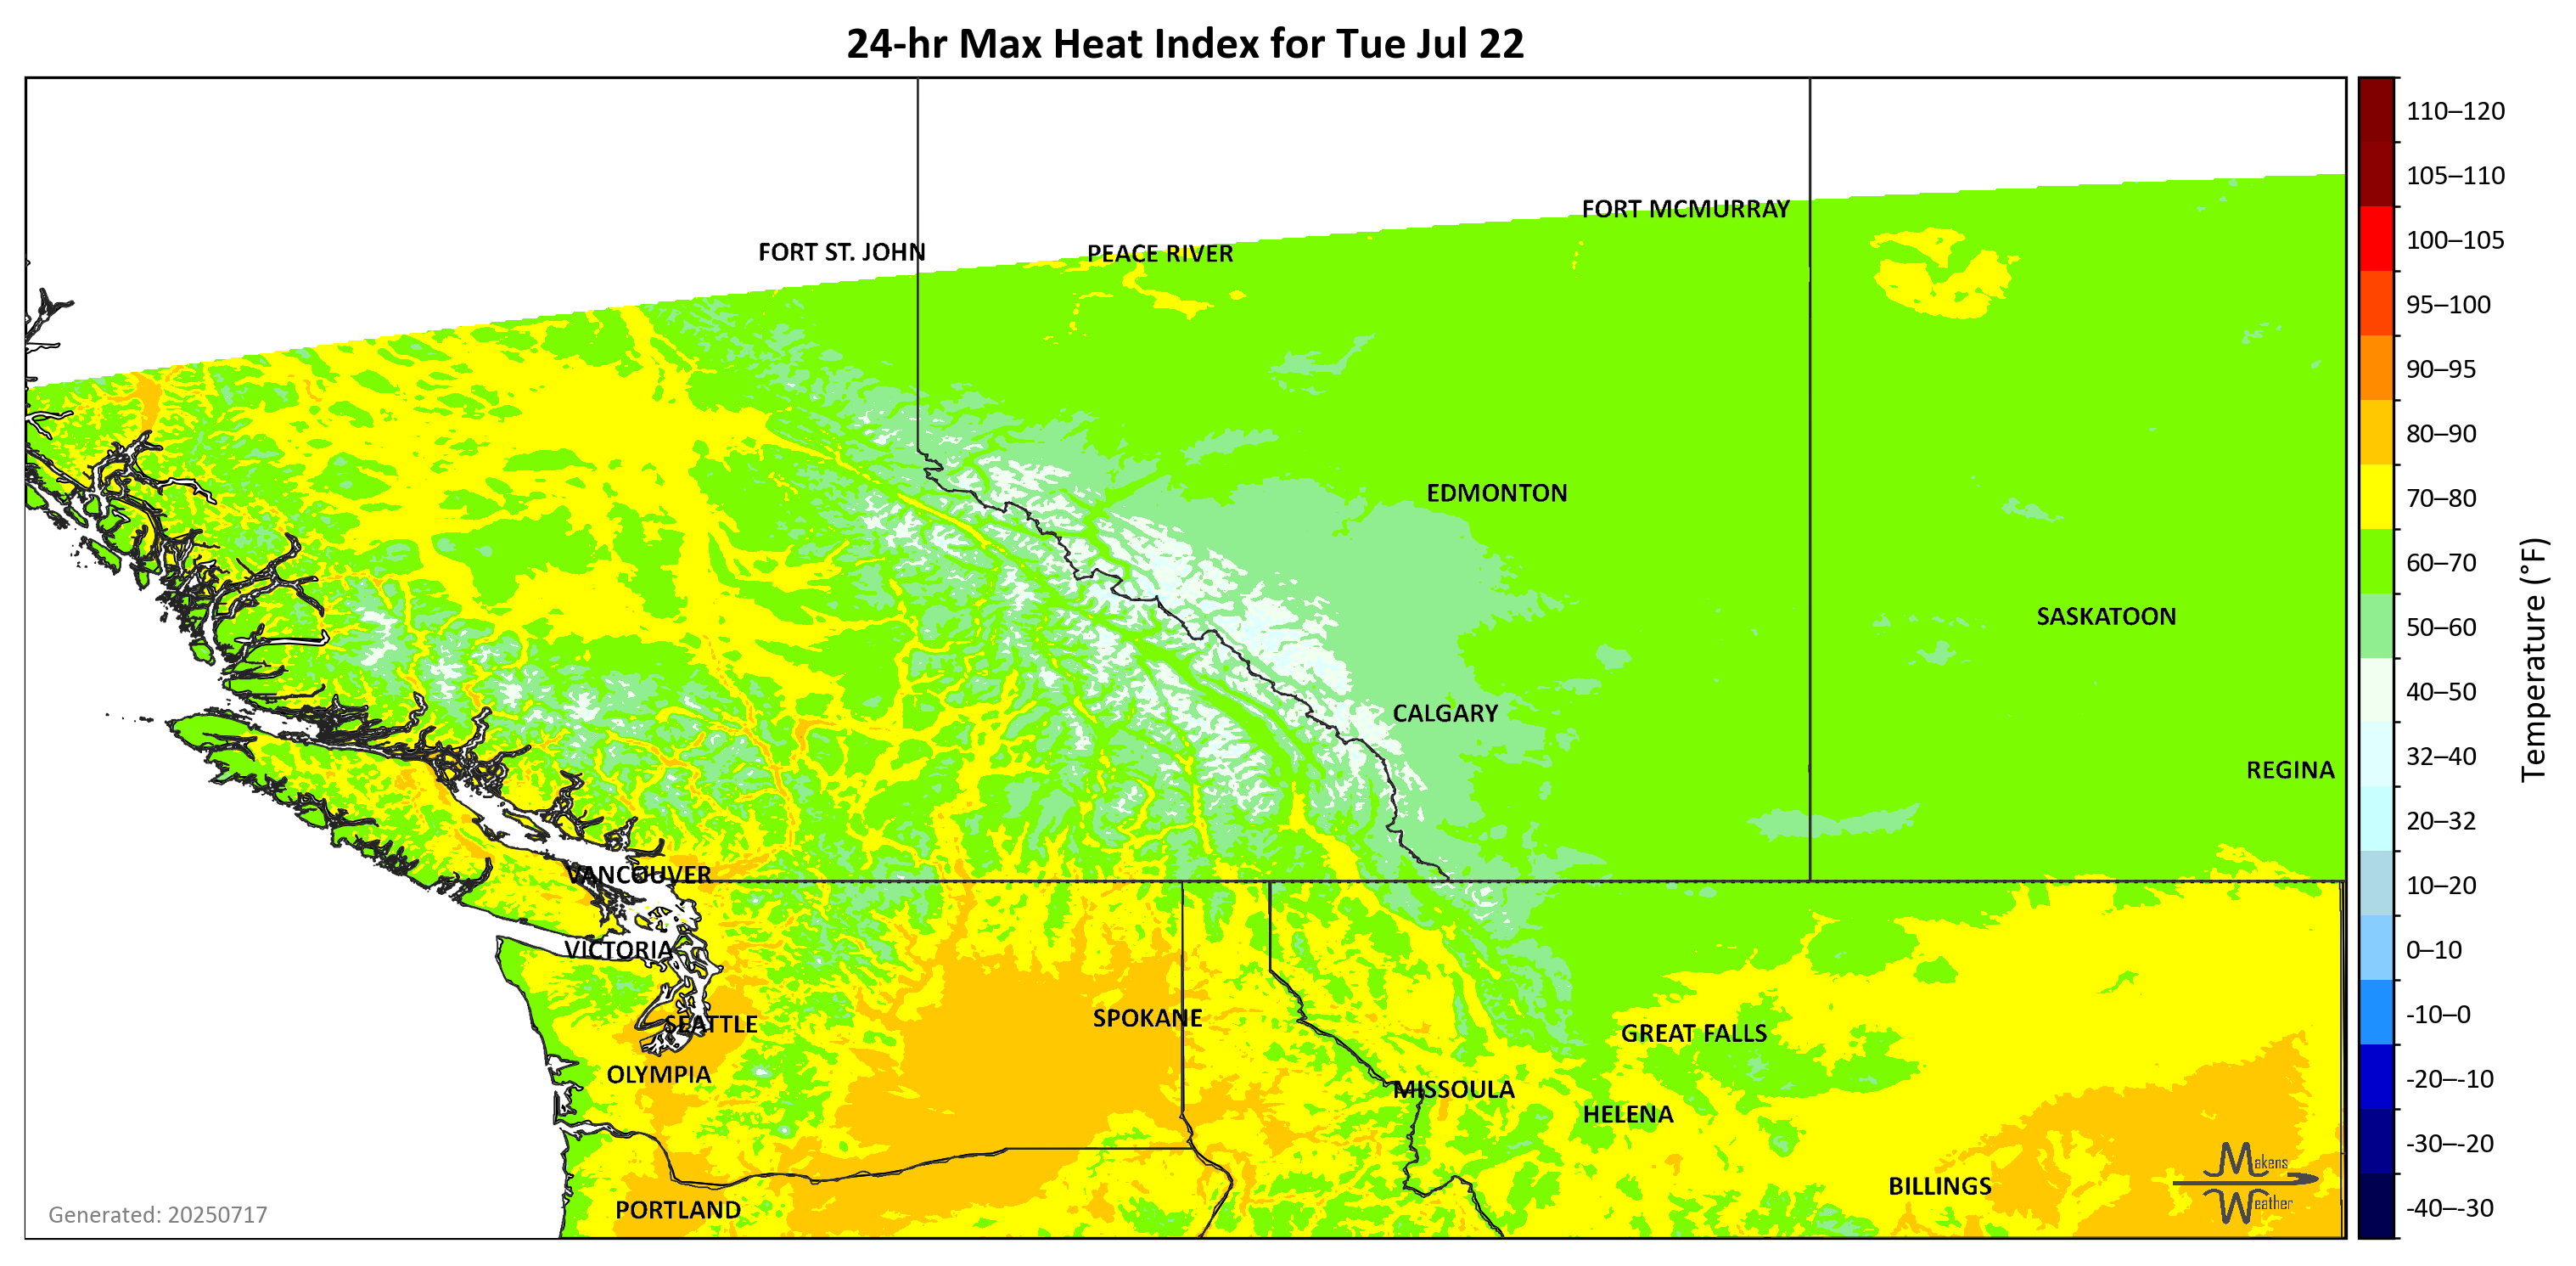 24-hr Max Heat Index for Tue Jul 22
110–120
105–110
100–105
95–100
90–95
80–90
70–80
60–70
50–60
40–50
32–40
20–32
10–20
0–10
-10–0
-20–-10
-30–-20
-40–-30
Temperature (°F)
FORT MCMURRAY
FORT ST. JOHN
PEACE RIVER
EDMONTON
SASKATOON
CALGARY
REGINA
VANCOUVER
VICTORIA
SEATTLE
SPOKANE
GREAT FALLS
OLYMPIA
MISSOULA
HELENA
BILLINGS
PORTLAND
Makens
Weather
Generated: 20250717